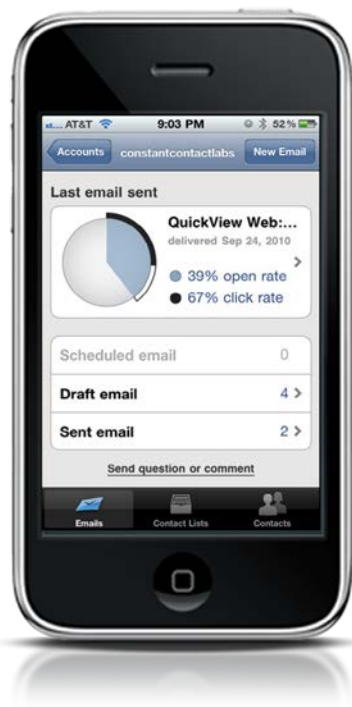 AT&T 9:03 PM 52%
Accounts constantcontactlabs New Email
Last email sent
QuickView Web:...
delivered Sep 24, 2010
39% open rate
67% click rate
Scheduled email 0
Draft email 4
Sent email 2
Send question or comment
Emails Contact Lists Contacts